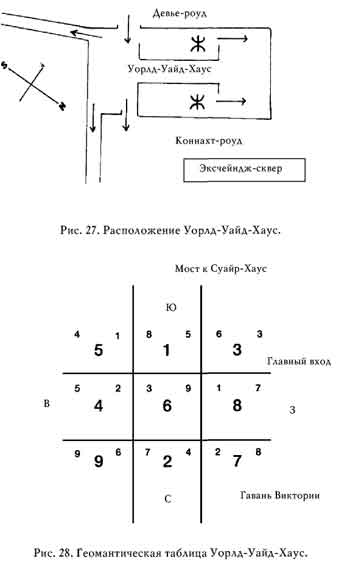 Девье-роуд
Уорлд-Уайд-Хаус
S
N
Коннахт-роуд
Эксчейндж-сквер
Рис. 27. Расположение Уорлд-Уайд-Хаус.
Мост к Суайр-Хаус
Ю
4 1 8 5 6 3
5 1 3
Главный вход
5 2 3 9 1 7
В 4 6 8 З
9 6 7 4 2 8
9 2 7
С
Гавань Виктории
Рис. 28. Геомантическая таблица Уорлд-Уайд-Хаус.